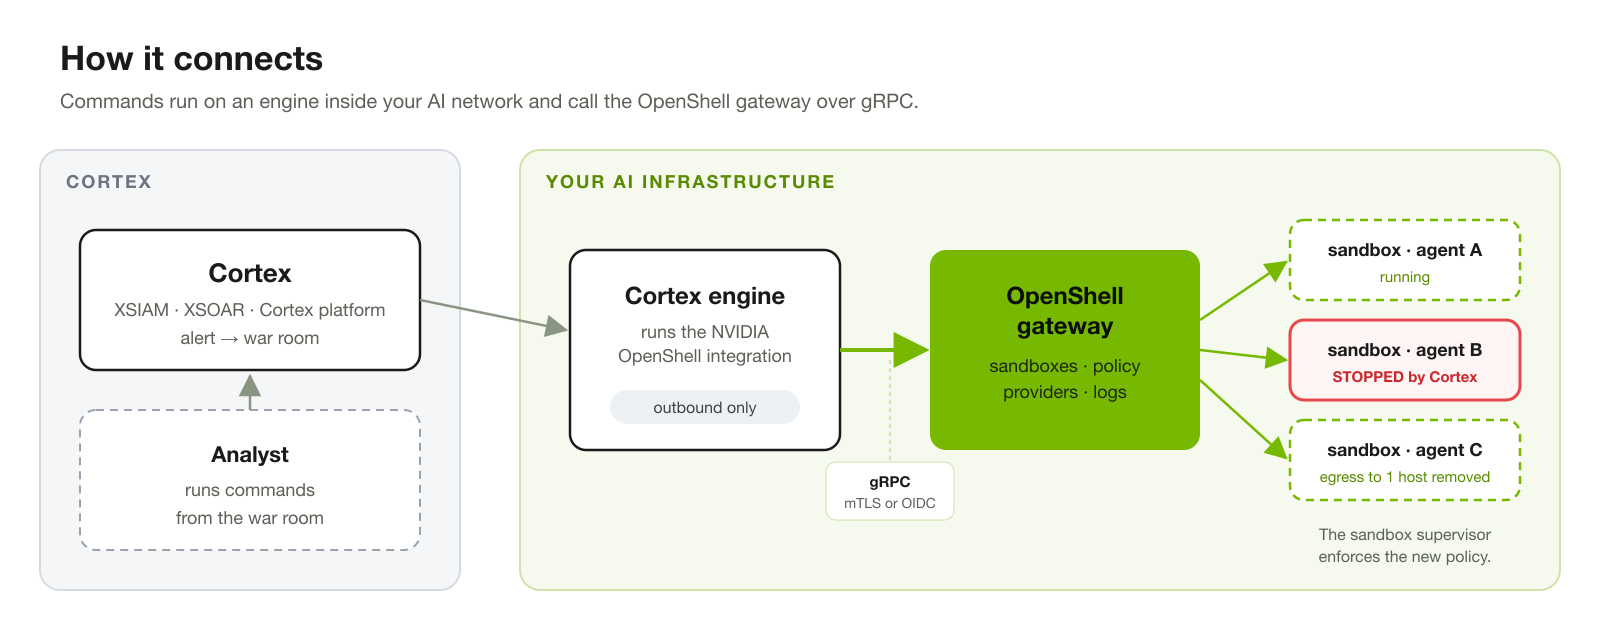 How it connects
Commands run on an engine inside your AI network and call the OpenShell gateway over gRPC.
CORTEX
Cortex
XSIAM · XSOAR · Cortex platform
alert → war room
Analyst
runs commands
from the war room
YOUR AI INFRASTRUCTURE
Cortex engine
runs the NVIDIA
OpenShell integration
outbound only
gRPC
mTLS or OIDC
OpenShell
gateway
sandboxes · policy
providers · logs
sandbox · agent A
running
sandbox · agent B
STOPPED by Cortex
sandbox · agent C
egress to 1 host removed
The sandbox supervisor
enforces the new policy.